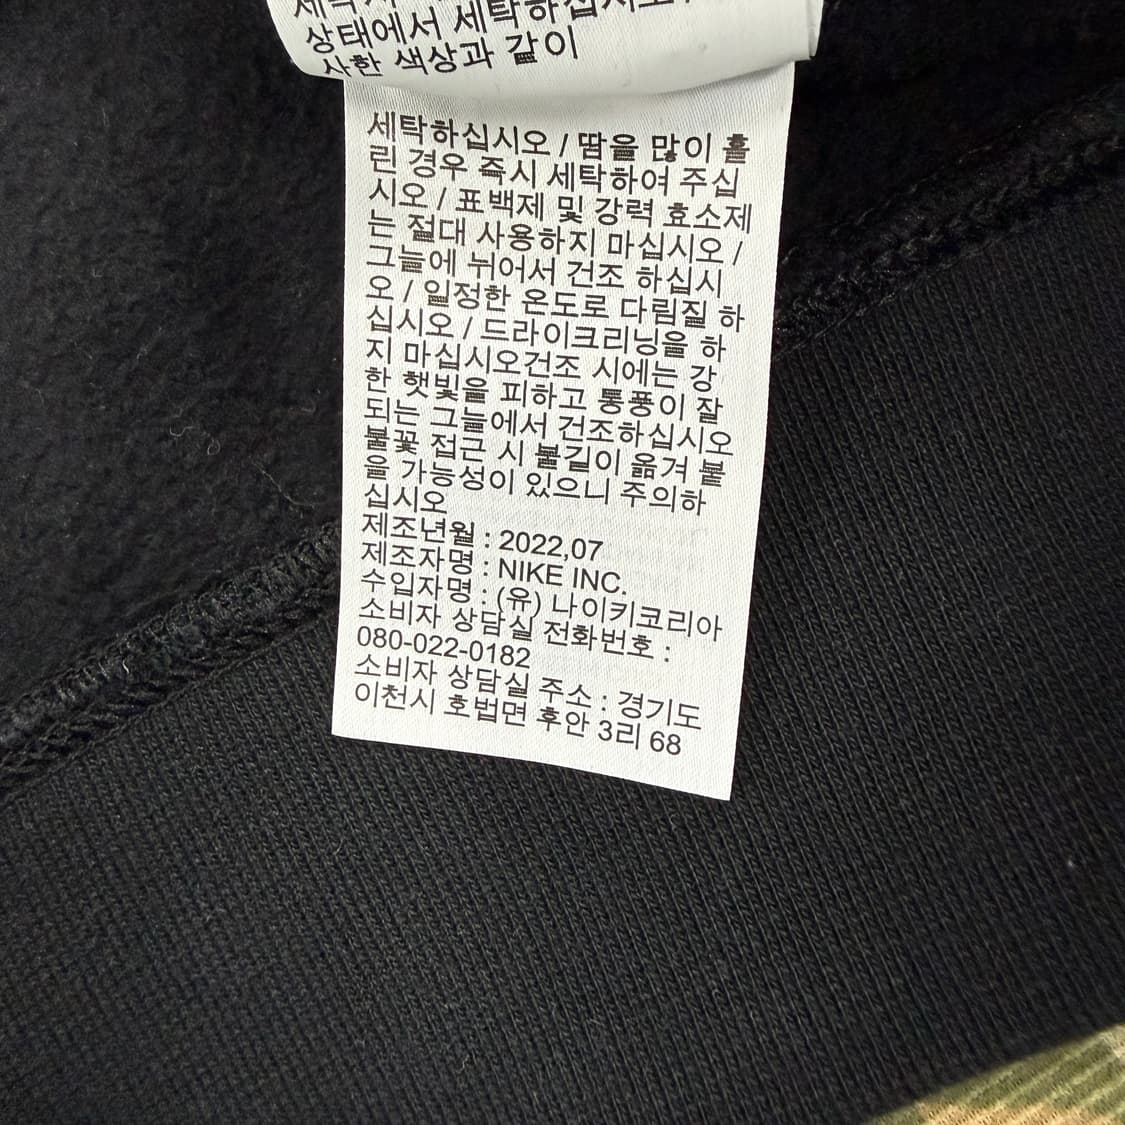 상태에서 세탁하십시오 /
사한 색상과 같이
세탁하십시오 / 땀을 많이 흘
린 경우 즉시 세탁하여 주십
시오 / 표백제 및 강력 효소제
는 절대 사용하지 마십시오 /
그늘에 뉘어서 건조 하십시
오 / 일정한 온도로 다림질 하
십시오 / 드라이크리닝을 하
지 마십시오건조 시에는 강
한 햇빛을 피하고 통풍이 잘
되는 그늘에서 건조하십시오
불꽃 접근 시 불길이 옮겨 붙
을 가능성이 있으니 주의하
십시오
제조년월 : 2022,07
제조자명 : NIKE INC.
수입자명 : (유) 나이키코리아
소비자 상담실 전화번호 :
080-022-0182
소비자 상담실 주소 : 경기도
이천시 호법면 후안 3리 68